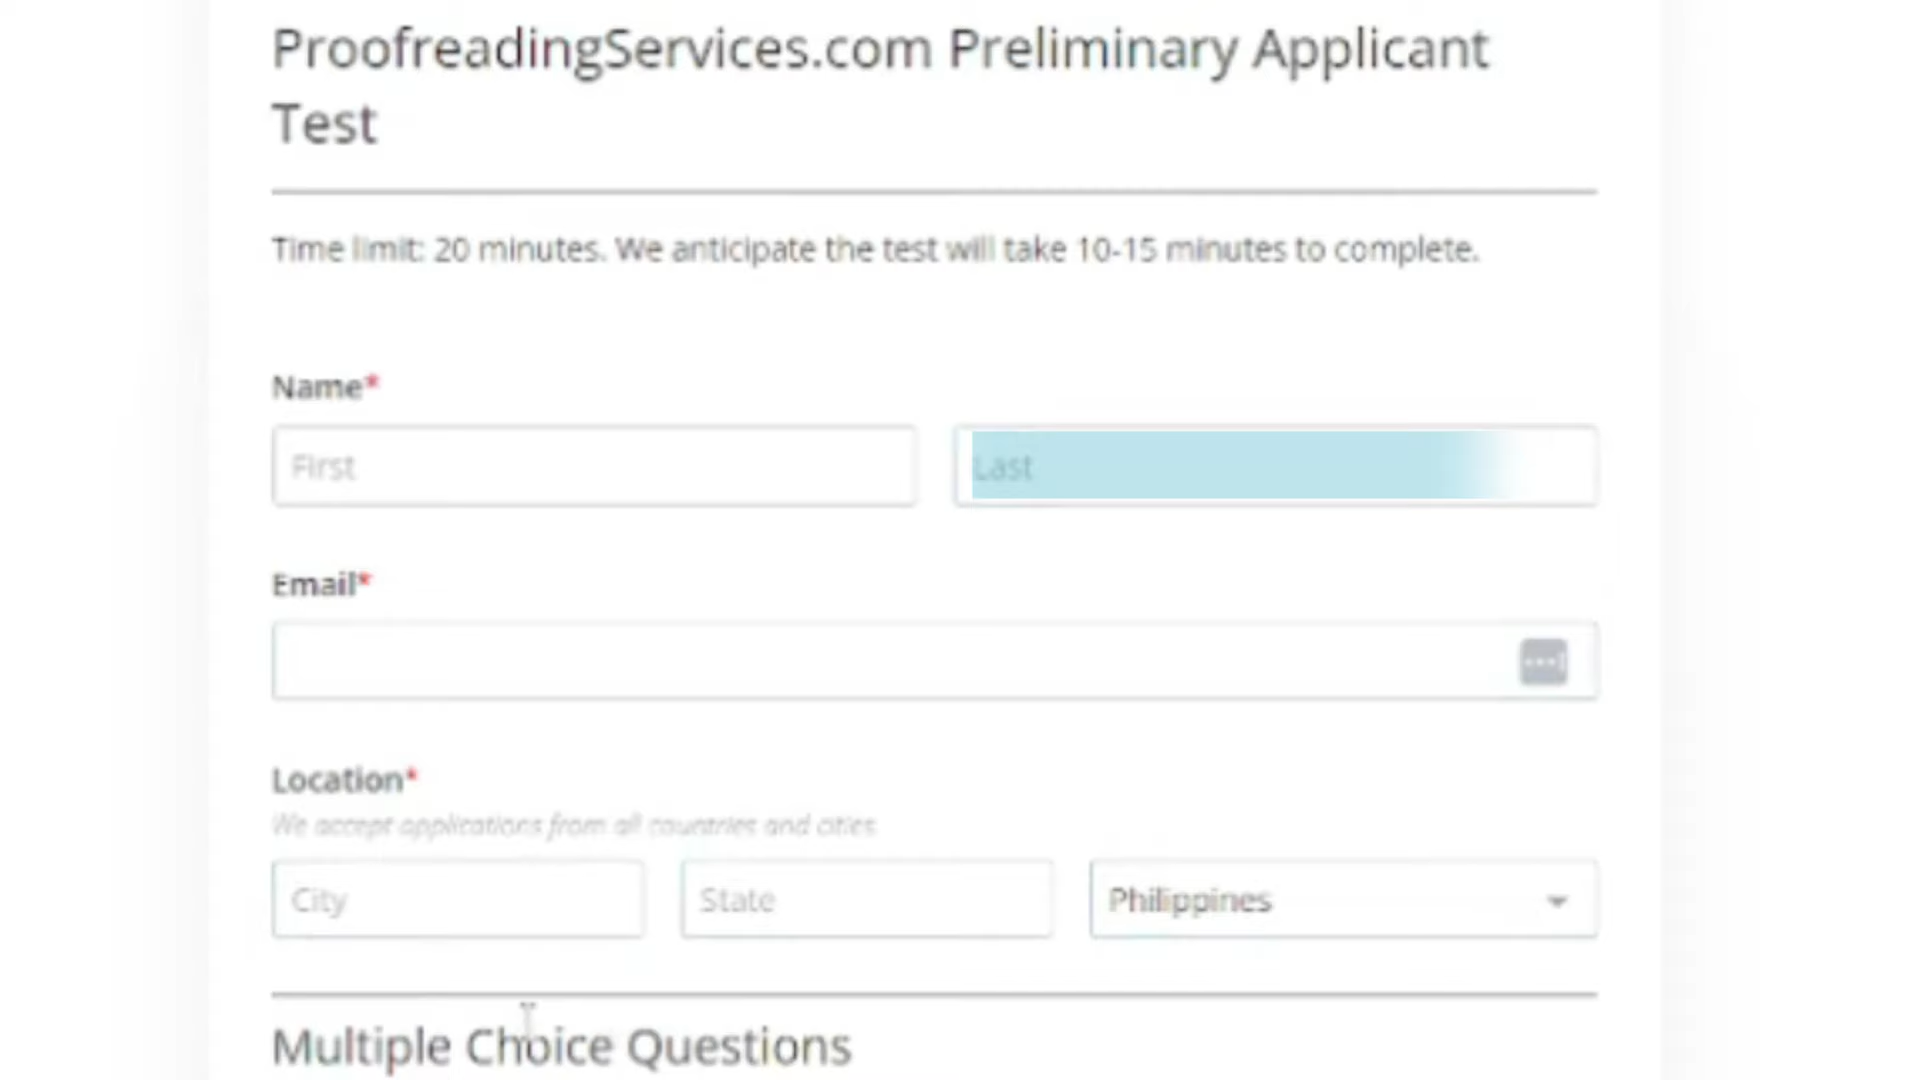 ProofreadingServices.com Preliminary Applicant
Test
Time limit: 20 minutes. We anticipate the test will take 10-15 minutes to complete.
Name*
First
Last
Email*
Location*
We accept applications from all countries and cities
City
State
Philippines
Multiple Choice Questions